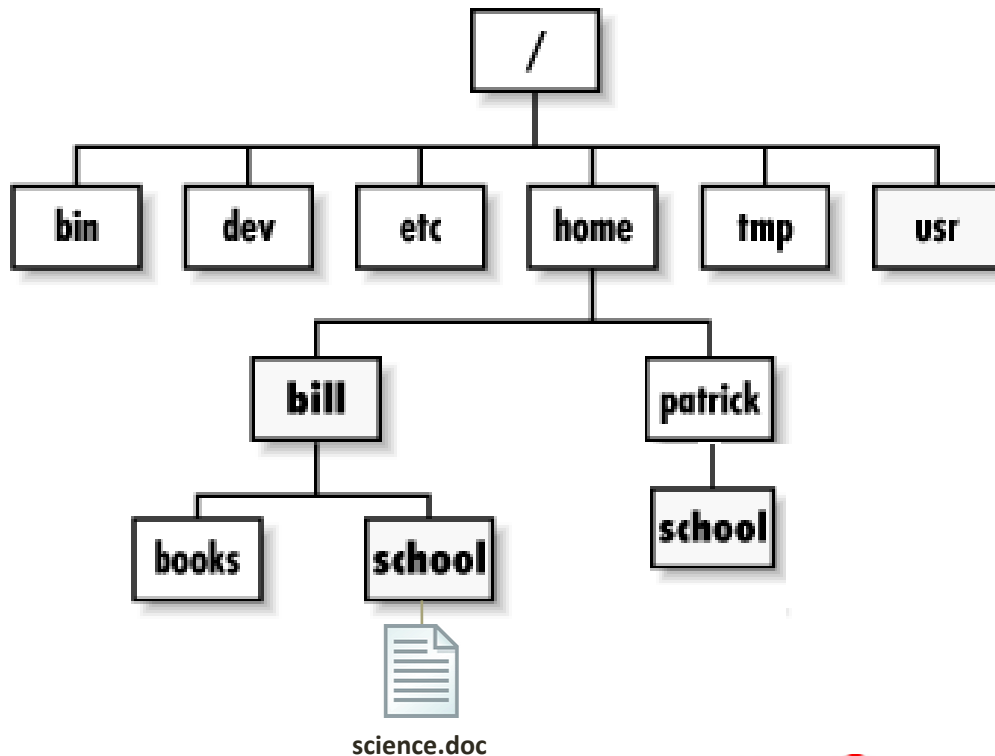 /
bin dev etc home tmp usr
bill patrick
books school school
science.doc